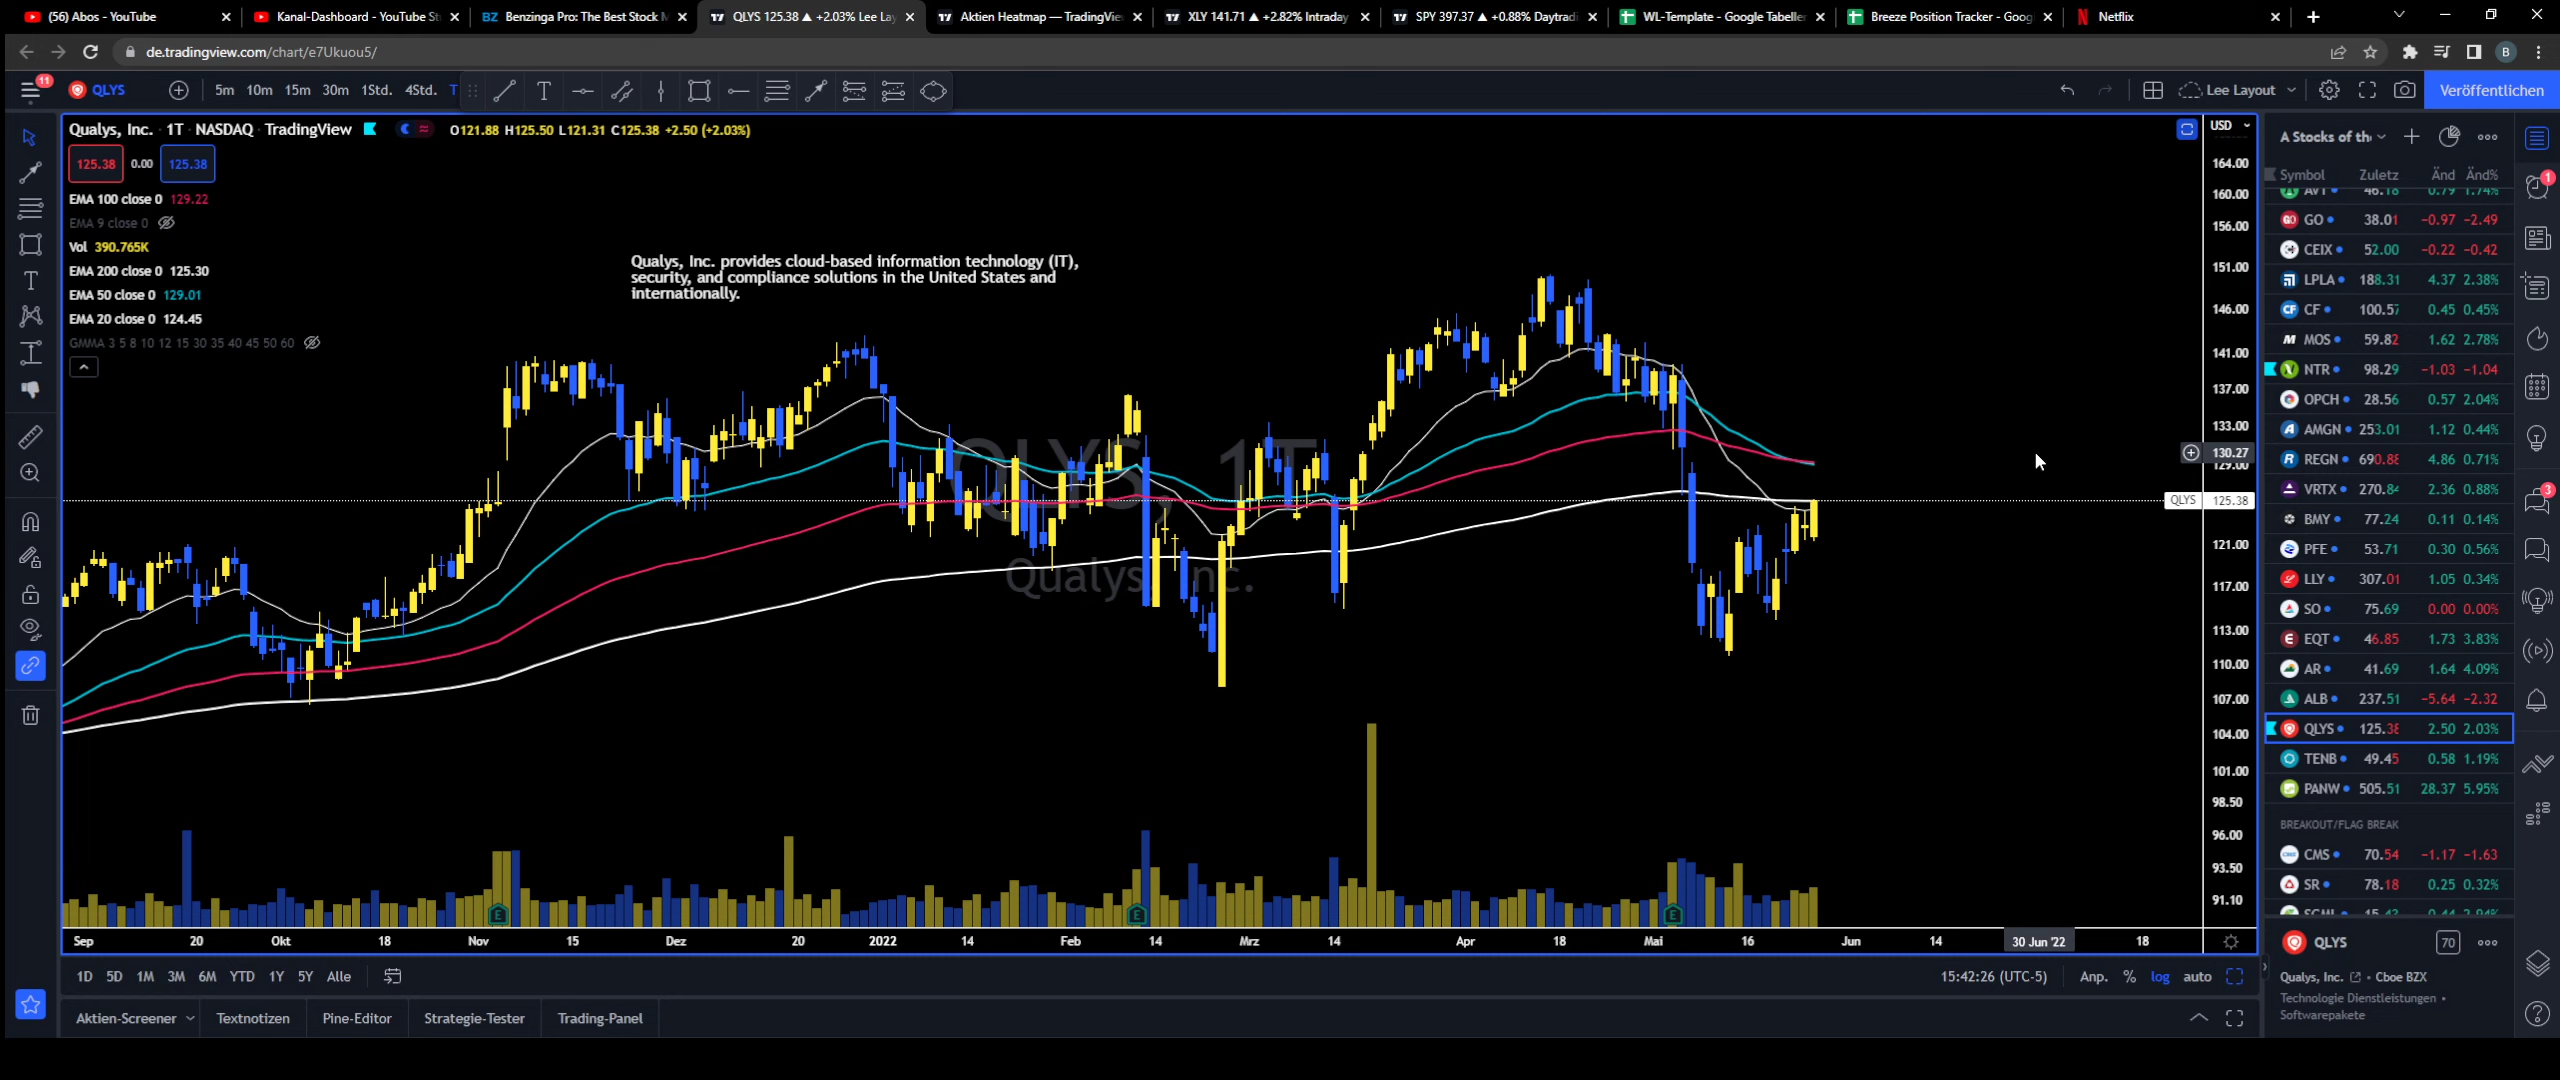 (56) Abos - YouTube
Kanal-Dashboard - YouTube St
BZ Benzinga Pro: The Best Stock M
QLYS 125.38 ▲ +2.03% Lee Lay
Aktien Heatmap — TradingVie
XLY 141.71 ▲ +2.82% Intraday
SPY 397.37 ▲ +0.88% Daytradi
WL-Template - Google Tabellen
Breeze Position Tracker - Goog
Netflix
de.tradingview.com/chart/e7Ukuou5/
B
11
QLYS
5m 10m 15m 30m 1Std. 4Std. T
Lee Layout
Veröffentlichen
Qualys, Inc. 1T NASDAQ TradingView
O121.88 H125.50 L121.31 C125.38 +2.50 (+2.03%)
125.38 0.00 125.38
EMA 100 close 0 129.22
EMA 9 close 0
Vol 390.765K
EMA 200 close 0 125.30
EMA 50 close 0 129.01
EMA 20 close 0 124.45
GMMA 3 5 8 10 12 15 30 35 40 45 50 60
Qualys, Inc. provides cloud-based information technology (IT),
security, and compliance solutions in the United States and
internationally.
QLYS, 1T
Qualys, Inc.
USD
164.00
160.00
156.00
151.00
146.00
141.00
137.00
133.00
130.27
129.00
QLYS 125.38
121.00
117.00
113.00
110.00
107.00
104.00
101.00
98.50
96.00
93.50
91.10
E E E
Sep 20 Okt 18 Nov 15 Dez 20 2022 14 Feb 14 Mrz 14 Apr 18 Mai 16 Jun 14 30 Jun '22 18
1D 5D 1M 3M 6M YTD 1Y 5Y Alle
15:42:26 (UTC-5)
Anp. % log auto
Aktien-Screener Textnotizen Pine-Editor Strategie-Tester Trading-Panel
A Stocks of th
Symbol Zuletz Änd Änd%
AVT 46.18 0.79 1.74%
GO 38.01 -0.97 -2.49
CEIX 52.00 -0.22 -0.42
LPLA 188.31 4.37 2.38%
CF 100.57 0.45 0.45%
MOS 59.82 1.62 2.78%
NTR 98.29 -1.03 -1.04
OPCH 28.56 0.57 2.04%
AMGN 253.01 1.12 0.44%
REGN 690.88 4.86 0.71%
VRTX 270.84 2.36 0.88%
BMY 77.24 0.11 0.14%
PFE 53.71 0.30 0.56%
LLY 307.01 1.05 0.34%
SO 75.69 0.00 0.00%
EQT 46.85 1.73 3.83%
AR 41.69 1.64 4.09%
ALB 237.51 -5.64 -2.32
QLYS 125.38 2.50 2.03%
TENB 49.45 0.58 1.19%
PANW 505.51 28.37 5.95%
BREAKOUT/FLAG BREAK
CMS 70.54 -1.17 -1.63
SR 78.18 0.25 0.32%
QLYS 70
Qualys, Inc. • Cboe BZX
Technologie Dienstleistungen •
Softwarepakete
1
3